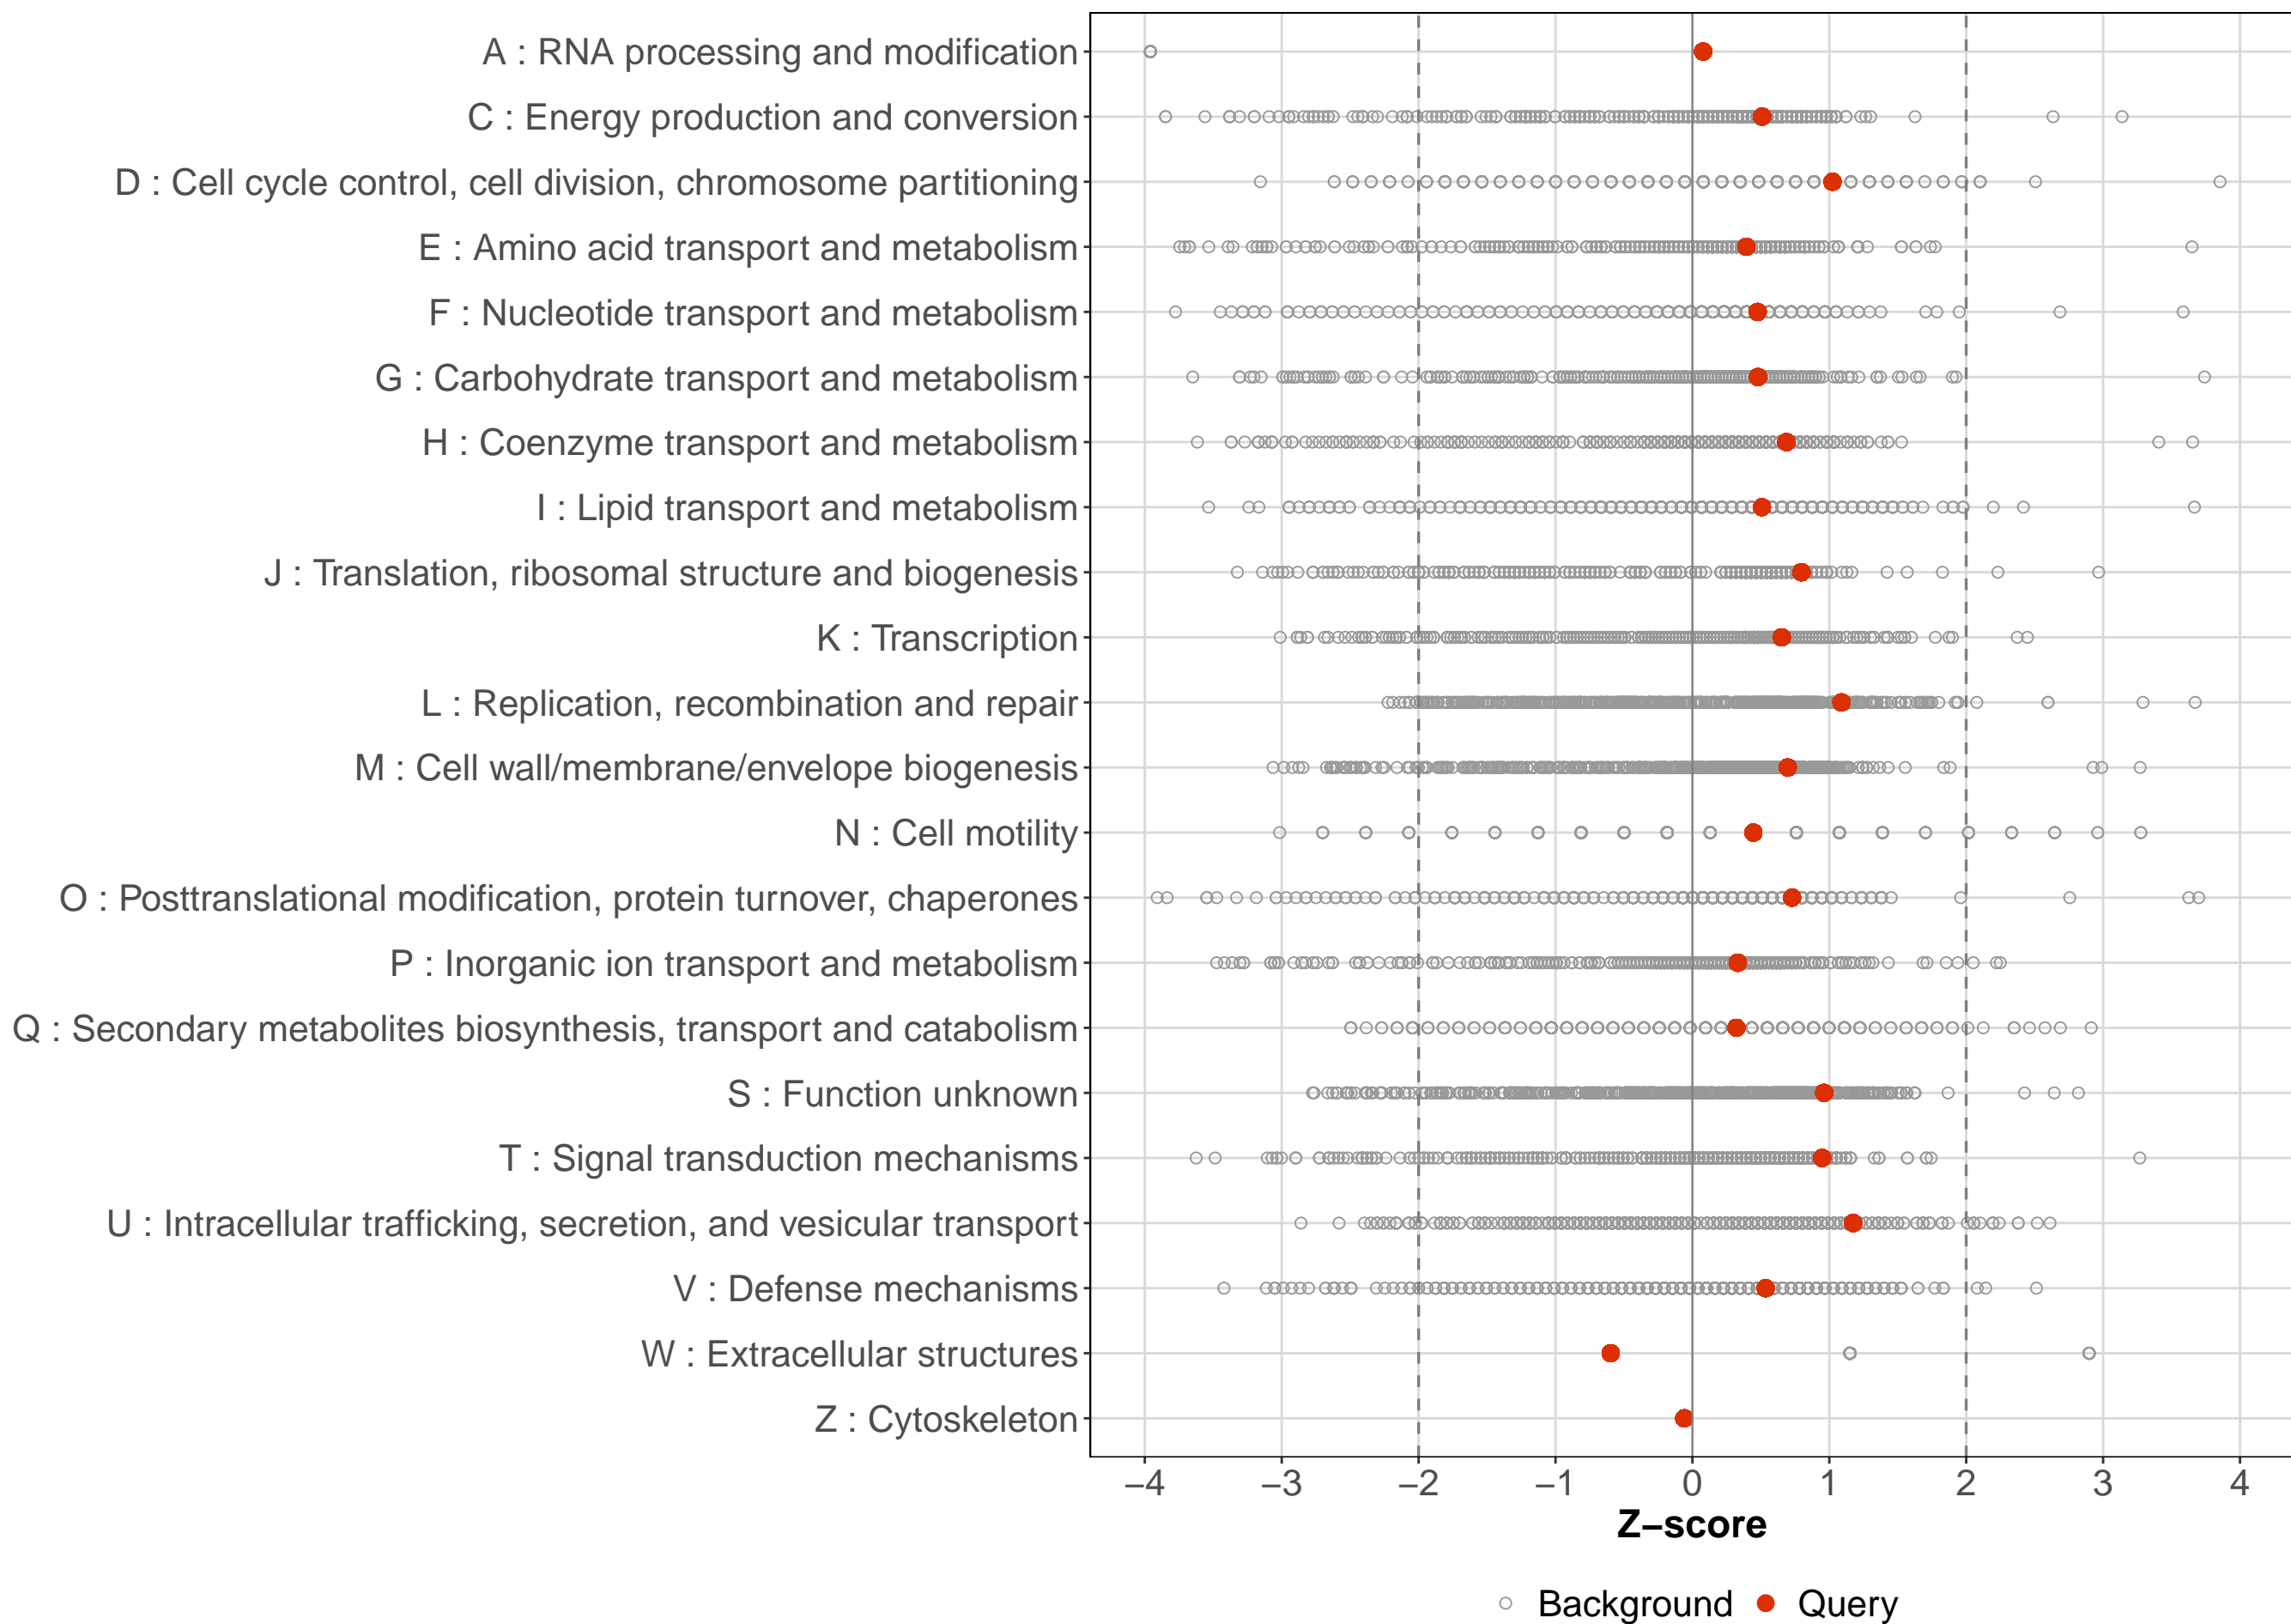 A : RNA processing and modification
C : Energy production and conversion
D : Cell cycle control, cell division, chromosome partitioning
E : Amino acid transport and metabolism
F : Nucleotide transport and metabolism
G : Carbohydrate transport and metabolism
H : Coenzyme transport and metabolism
I : Lipid transport and metabolism
J : Translation, ribosomal structure and biogenesis
K : Transcription
L : Replication, recombination and repair
M : Cell wall/membrane/envelope biogenesis
N : Cell motility
O : Posttranslational modification, protein turnover, chaperones
P : Inorganic ion transport and metabolism
Q : Secondary metabolites biosynthesis, transport and catabolism
S : Function unknown
T : Signal transduction mechanisms
U : Intracellular trafficking, secretion, and vesicular transport
V : Defense mechanisms
W : Extracellular structures
Z : Cytoskeleton
−4 −3 −2 −1 0 1 2 3 4
Z−score
Background Query